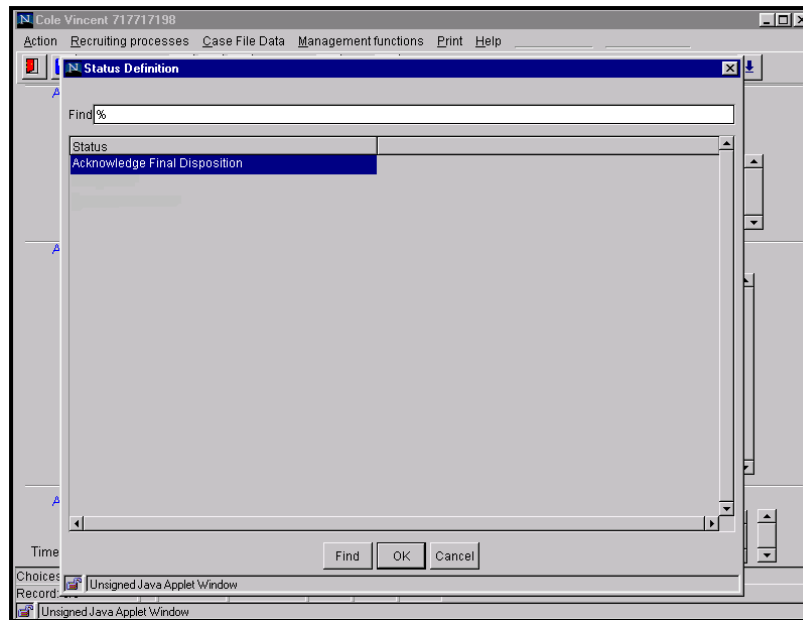 Cole Vincent 717717198
Action Recruiting processes Case File Data Management functions Print Help
Status Definition
Find %
Status
Acknowledge Final Disposition
Time
Find OK Cancel
Choices
Unsigned Java Applet Window
Record:
Unsigned Java Applet Window